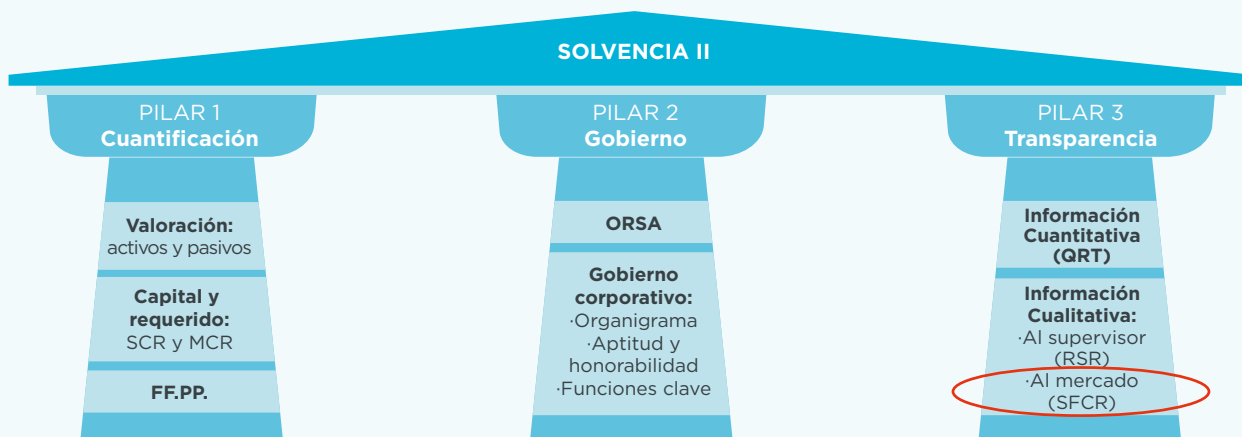 SOLVENCIA II
PILAR 1
Cuantificación
Valoración:
activos y pasivos
Capital y
requerido:
SCR y MCR
FF.PP.
PILAR 2
Gobierno
ORSA
Gobierno
corporativo:
·Organigrama
·Aptitud y
honorabilidad
·Funciones clave
PILAR 3
Transparencia
Información
Cuantitativa
(QRT)
Información
Cualitativa:
·Al supervisor
(RSR)
·Al mercado
(SFCR)